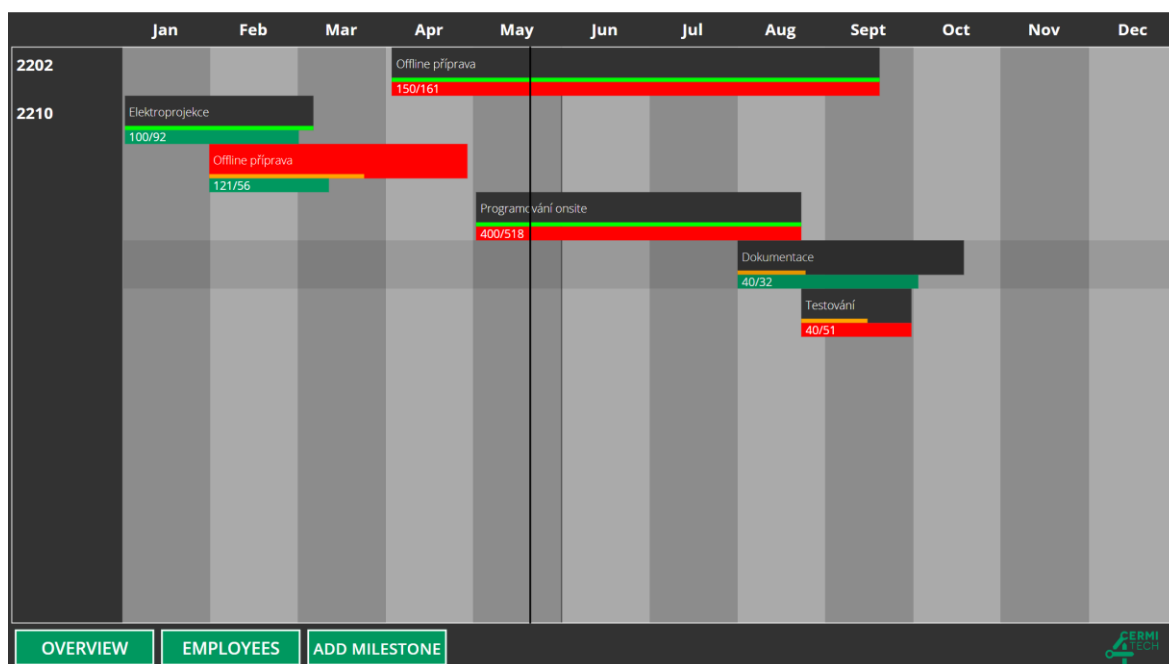 Jan Feb Mar Apr May Jun Jul Aug Sept Oct Nov Dec
2202
Offline příprava
150/161
2210
Elektroprojekce
100/92
Offline příprava
121/56
Programování onsite
400/518
Dokumentace
40/32
Testování
40/51
OVERVIEW EMPLOYEES ADD MILESTONE
CERMI
TECH